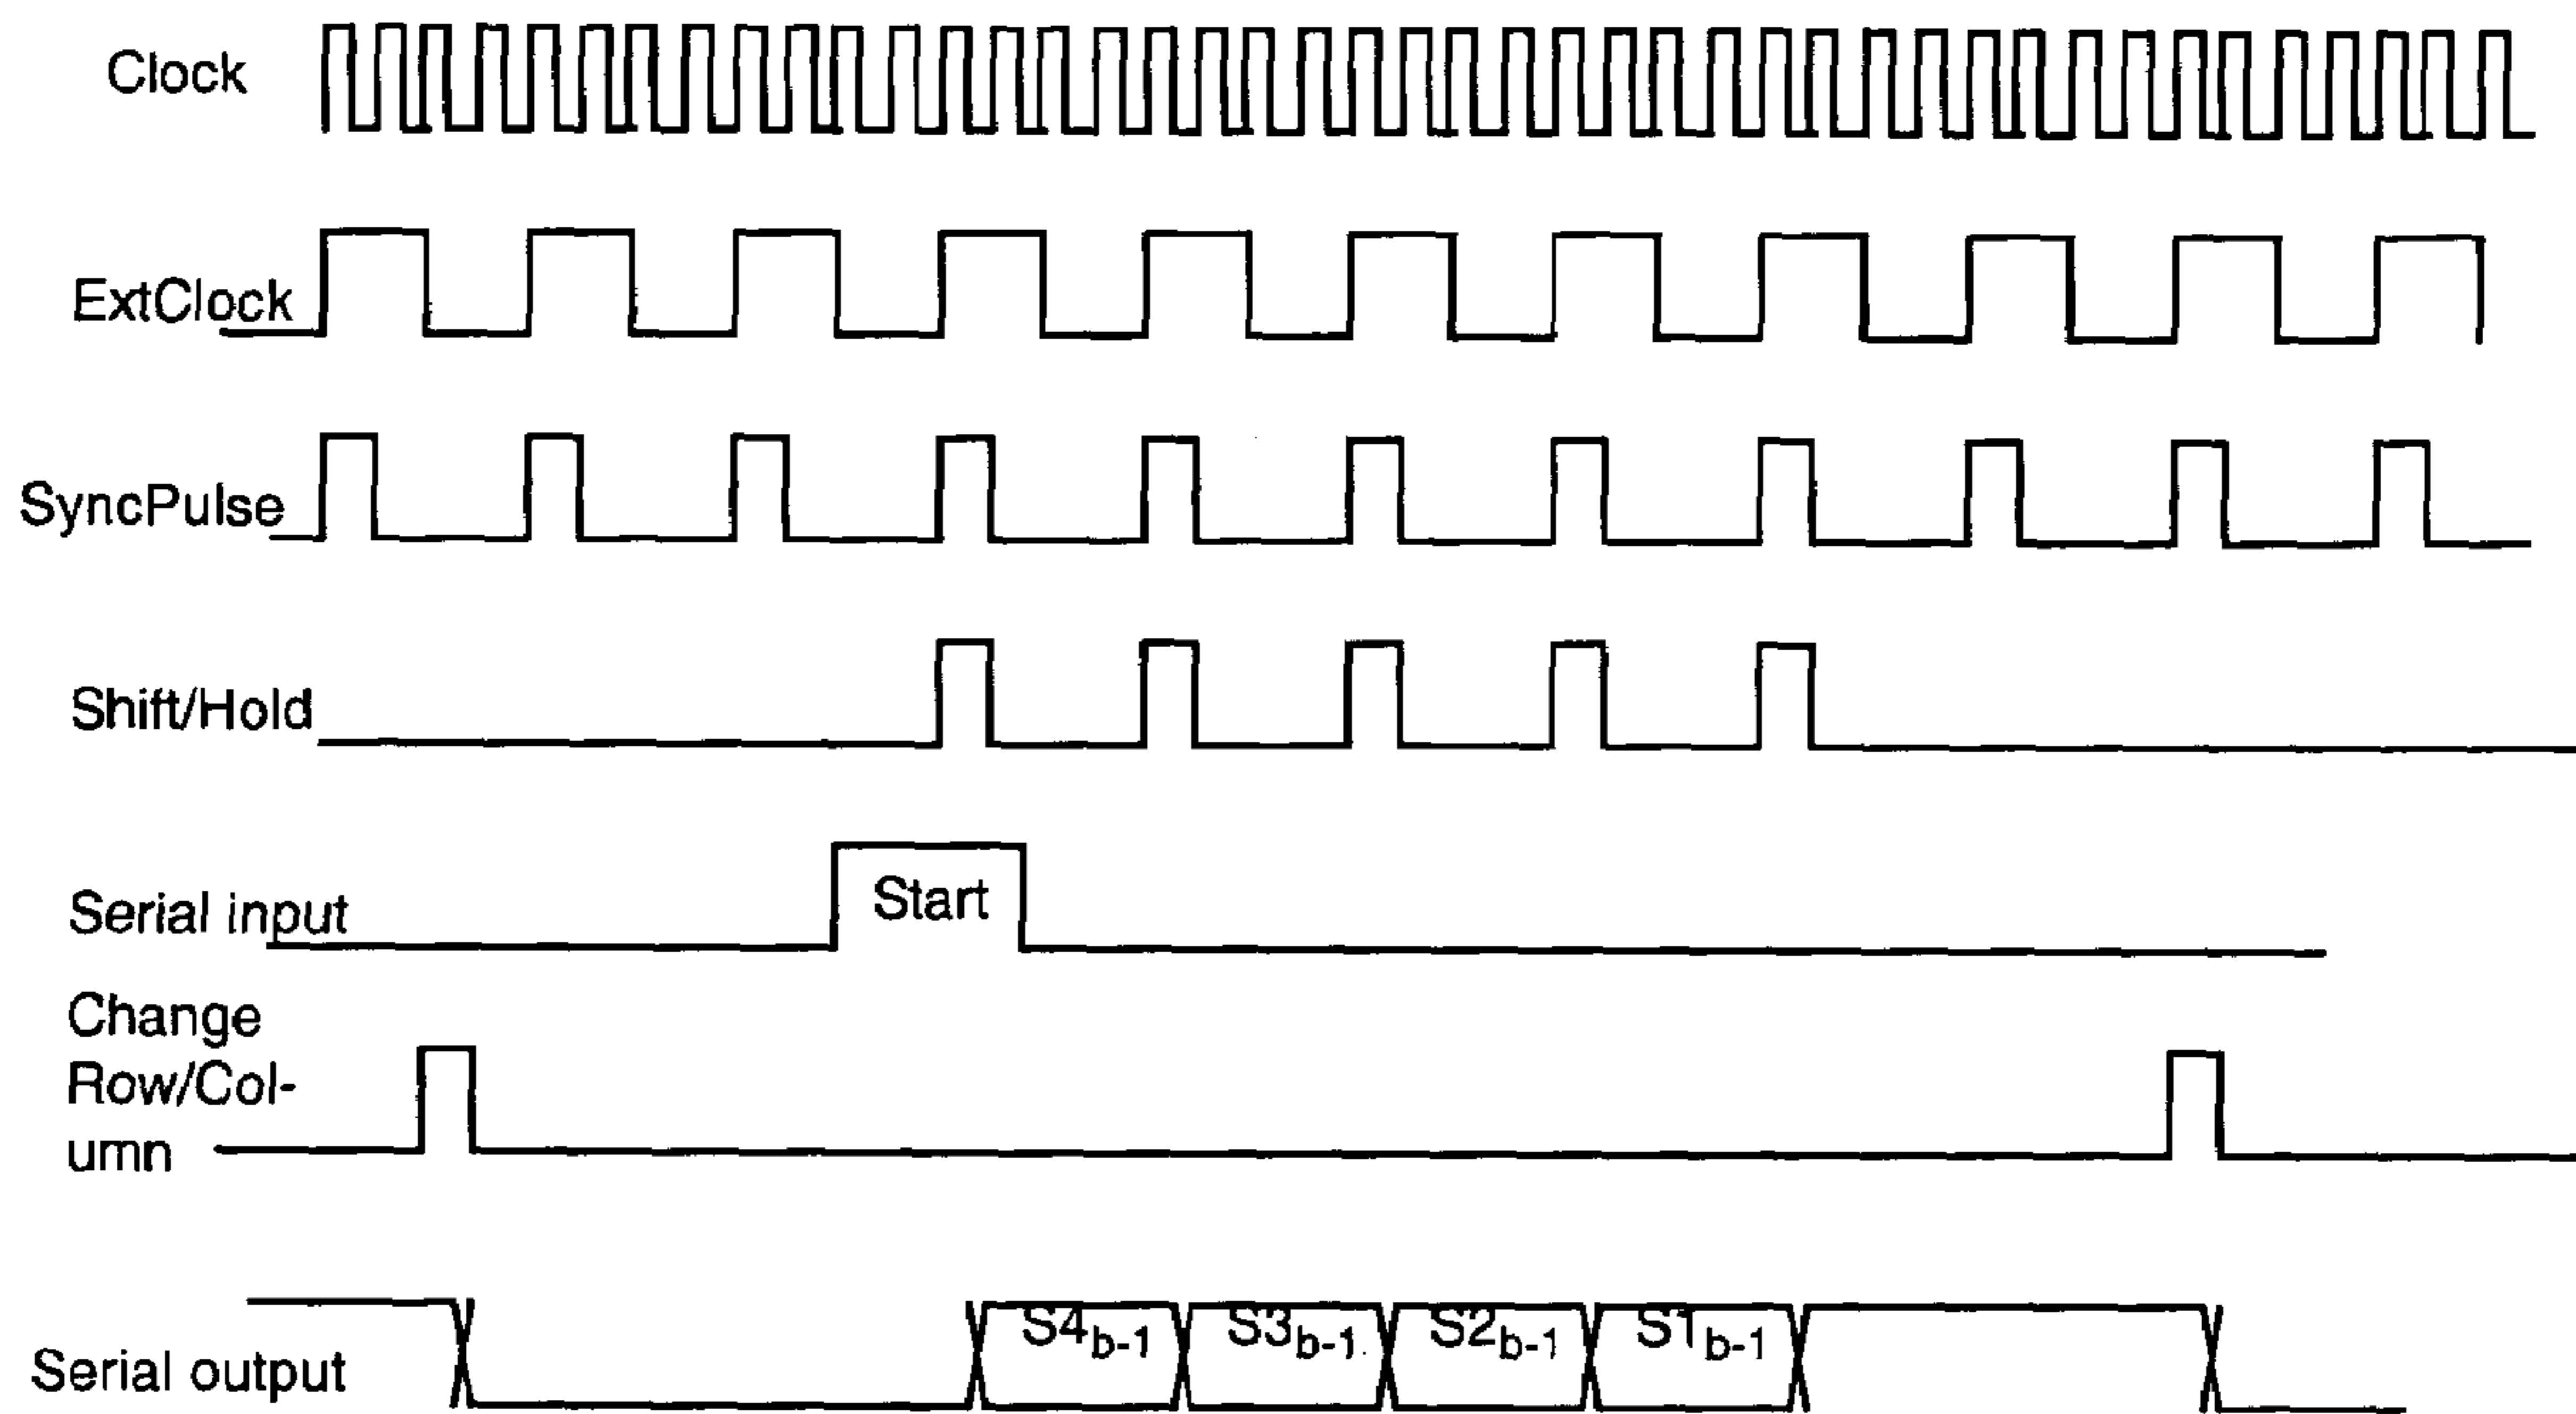 Clock
ExtClock
SyncPulse
Shift/Hold
Serial input
Start
Change
Row/Col-
umn
Serial output
S4b-1 S3b-1 S2b-1 S1b-1